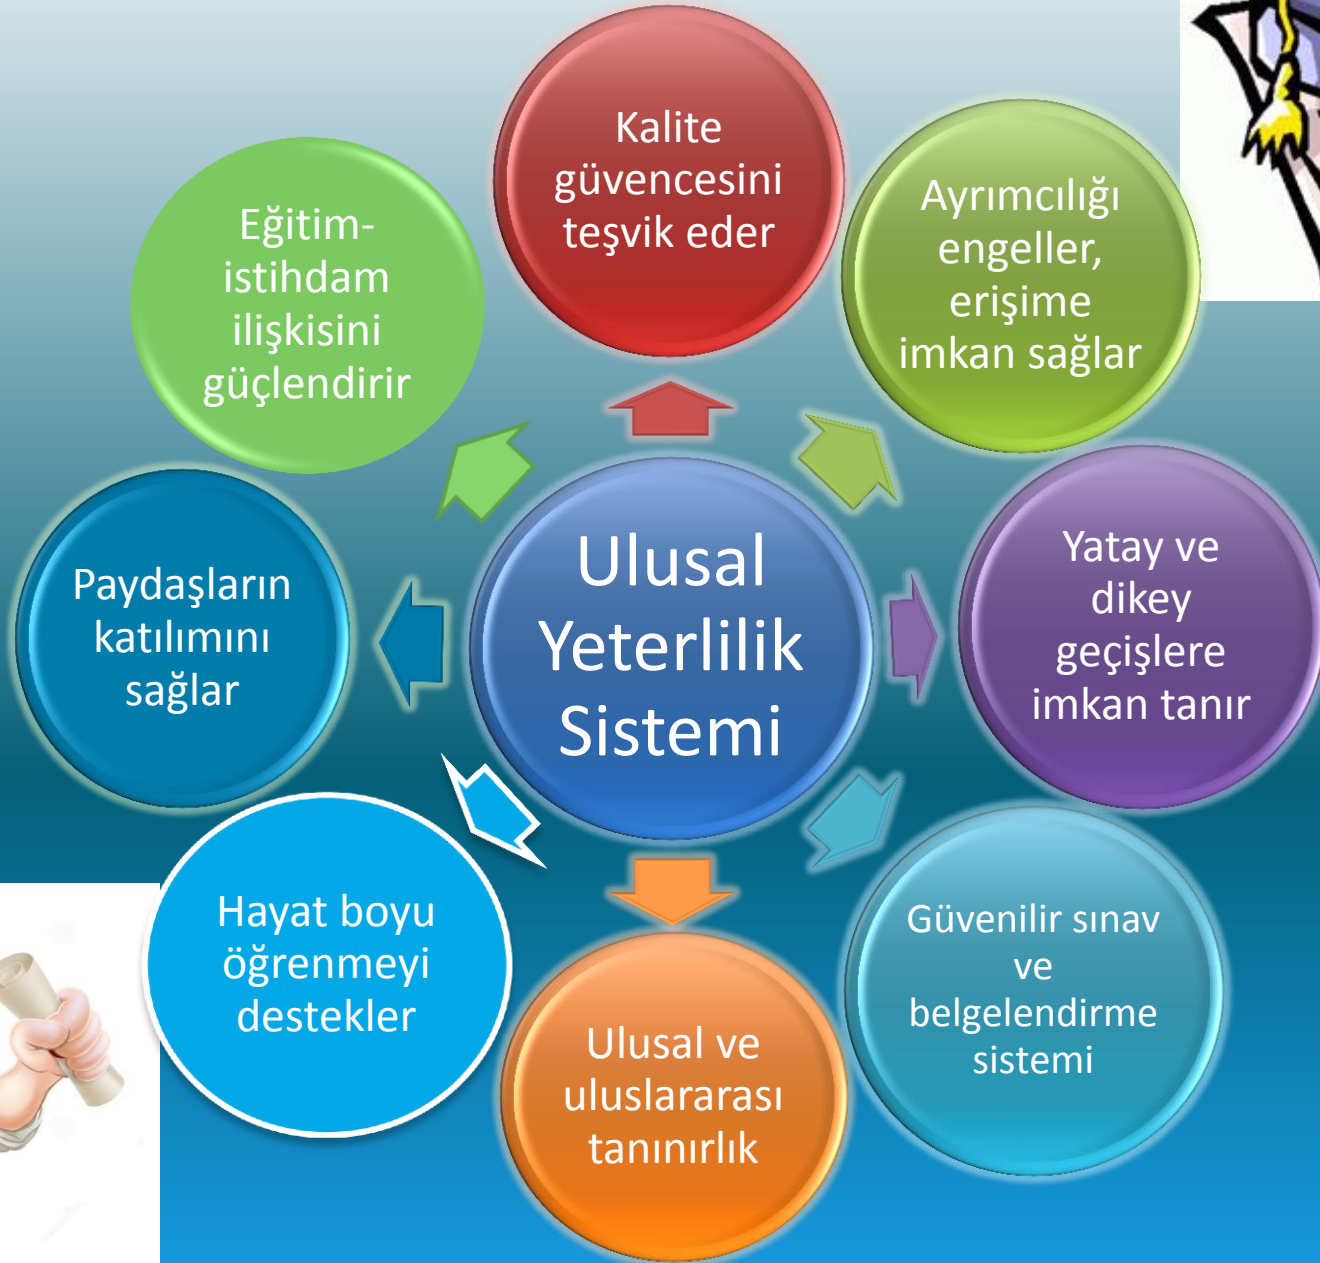 Kalite
güvencesini
teşvik eder
Ayrımcılığı
engeller,
erişime
imkan sağlar
Yatay ve
dikey
geçişlere
imkan tanır
Güvenilir sınav
ve
belgelendirme
sistemi
Ulusal ve
uluslararası
tanınırlık
Hayat boyu
öğrenmeyi
destekler
Paydaşların
katılımını
sağlar
Eğitim-
istihdam
ilişkisini
güçlendirir
Ulusal
Yeterlilik
Sistemi